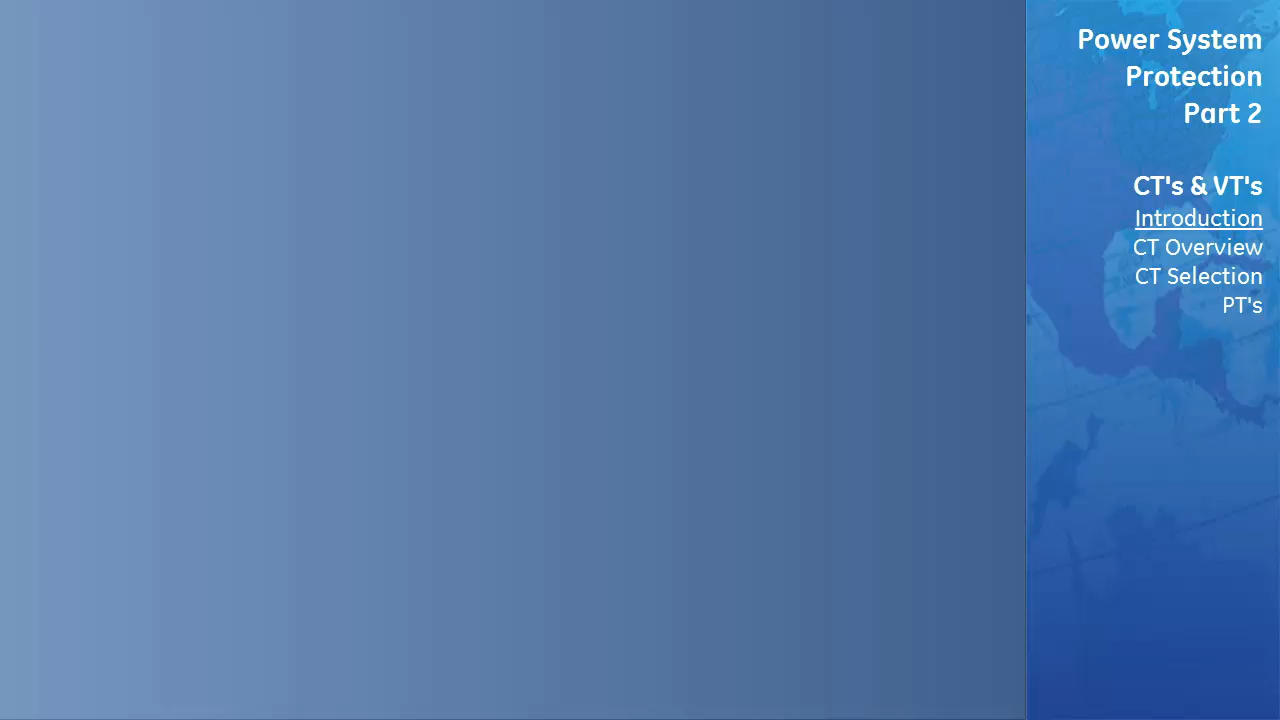 Power System
Protection
Part 2
CT's & VT's
Introduction
CT Overview
CT Selection
PT's